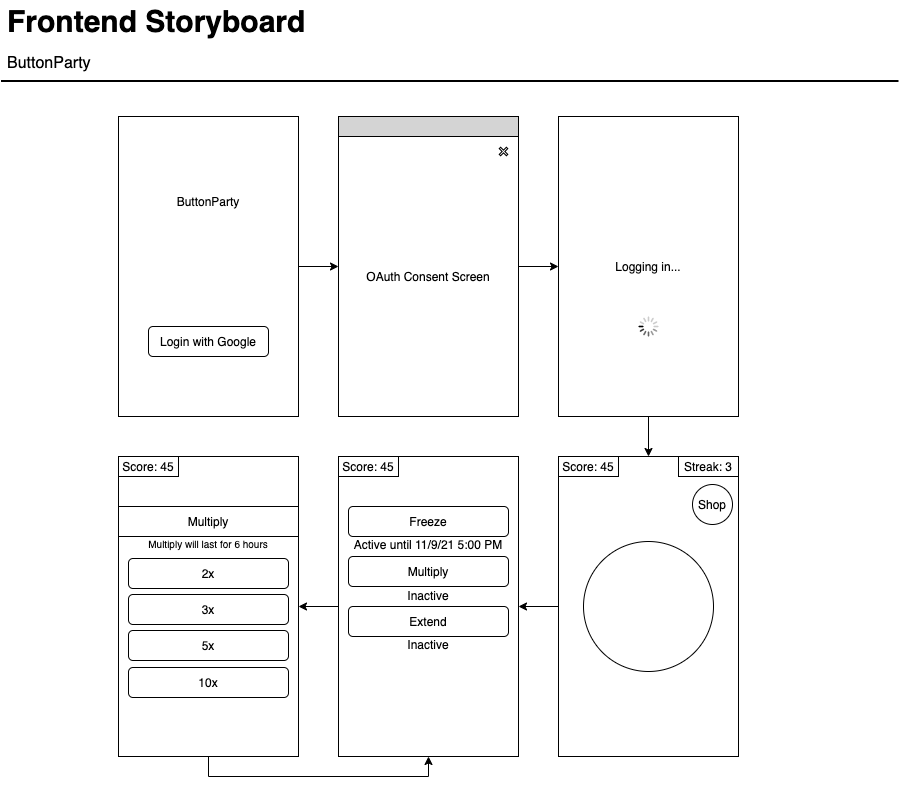 Frontend Storyboard
ButtonParty
ButtonParty
Login with Google
OAuth Consent Screen
Logging in...
Score: 45
Multiply
Multiply will last for 6 hours
2x
3x
5x
10x
Score: 45
Freeze
Active until 11/9/21 5:00 PM
Multiply
Inactive
Extend
Inactive
Score: 45
Streak: 3
Shop